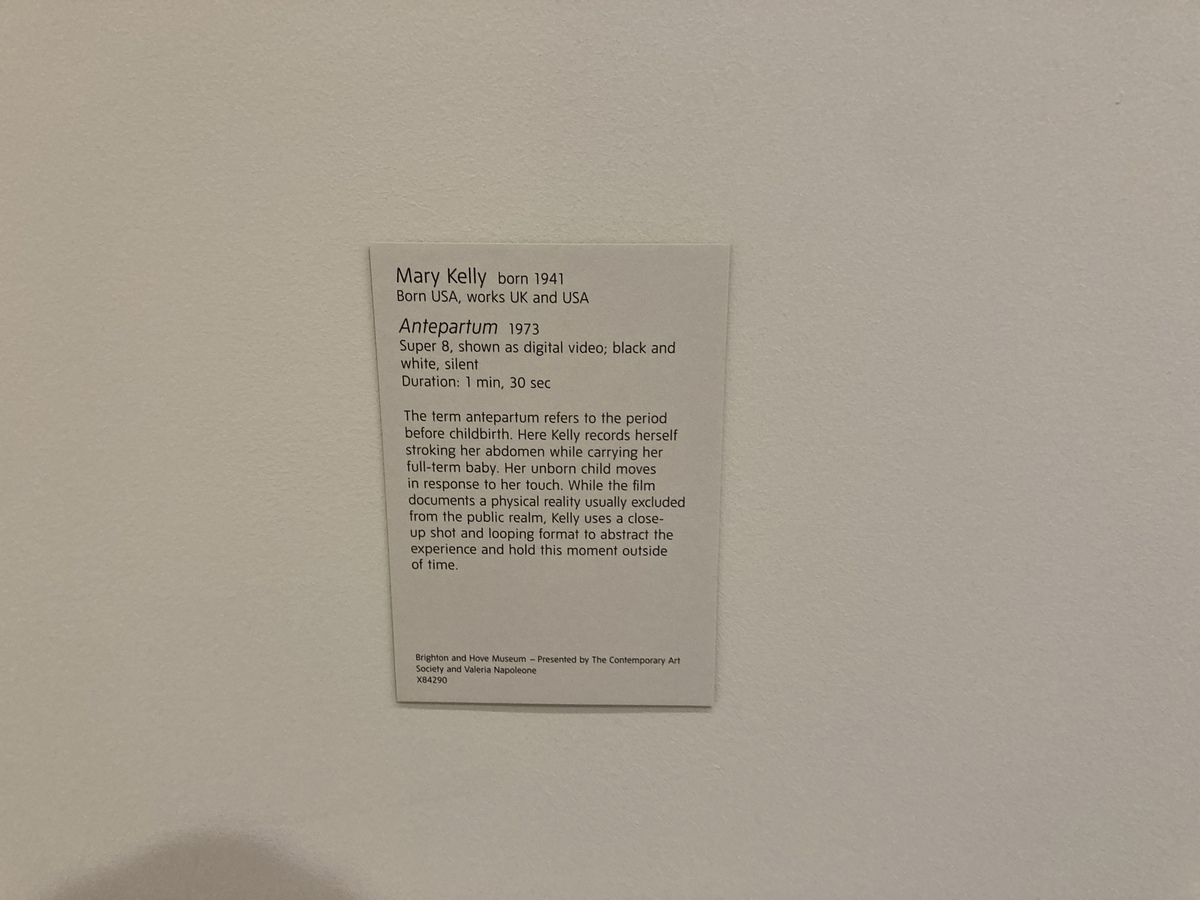 Mary Kelly born 1941
Born USA, works UK and USA
Antepartum 1973
Super 8, shown as digital video; black and
white, silent
Duration: 1 min, 30 sec
The term antepartum refers to the period
before childbirth. Here Kelly records herself
stroking her abdomen while carrying her
full-term baby. Her unborn child moves
in response to her touch. While the film
documents a physical reality usually excluded
from the public realm, Kelly uses a close-
up shot and looping format to abstract the
experience and hold this moment outside
of time.
Brighton and Hove Museum – Presented by The Contemporary Art
Society and Valeria Napoleone
X84290